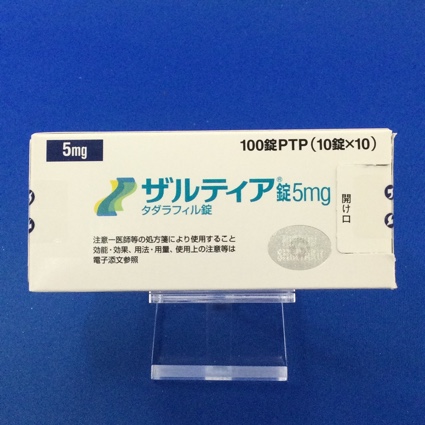 5mg
100錠PTP(10錠×10)
ザルティア®錠5mg
タダラフィル錠
開け口
注意一医師等の処方箋により使用すること
効能・効果、用法・用量、使用上の注意等は
電子添文参照